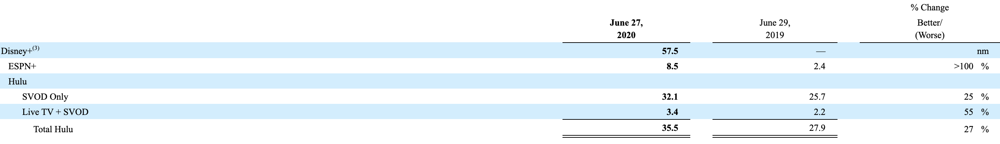 % Change
June 27, June 29, Better/
2020 2019 (Worse)
Disney+(3) 57.5 — nm
ESPN+ 8.5 2.4 >100 %
Hulu
SVOD Only 32.1 25.7 25 %
Live TV + SVOD 3.4 2.2 55 %
Total Hulu 35.5 27.9 27 %